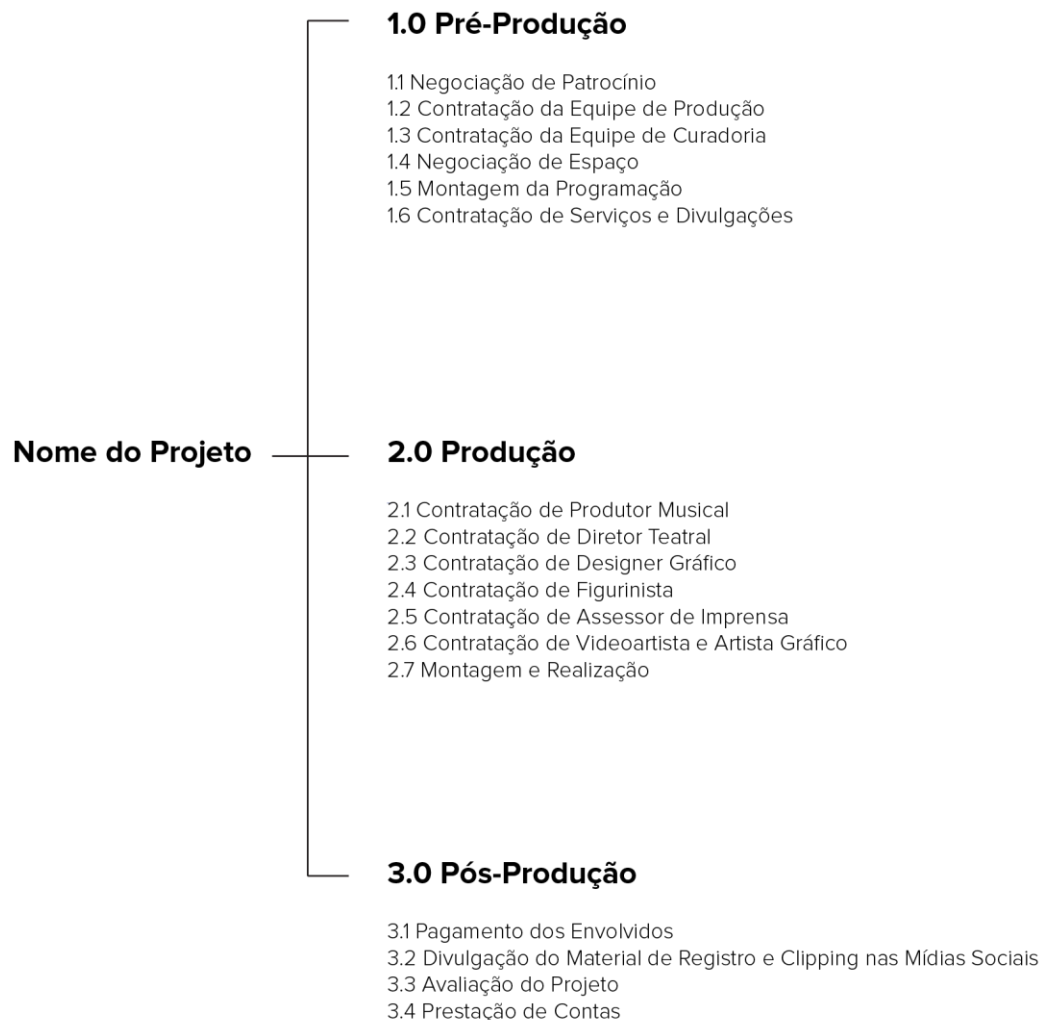 1.0 Pré-Produção
1.1 Negociação de Patrocínio
1.2 Contratação da Equipe de Produção
1.3 Contratação da Equipe de Curadoria
1.4 Negociação de Espaço
1.5 Montagem da Programação
1.6 Contratação de Serviços e Divulgações
Nome do Projeto
2.0 Produção
2.1 Contratação de Produtor Musical
2.2 Contratação de Diretor Teatral
2.3 Contratação de Designer Gráfico
2.4 Contratação de Figurinista
2.5 Contratação de Assessor de Imprensa
2.6 Contratação de Videoartista e Artista Gráfico
2.7 Montagem e Realização
3.0 Pós-Produção
3.1 Pagamento dos Envolvidos
3.2 Divulgação do Material de Registro e Clipping nas Mídias Sociais
3.3 Avaliação do Projeto
3.4 Prestação de Contas